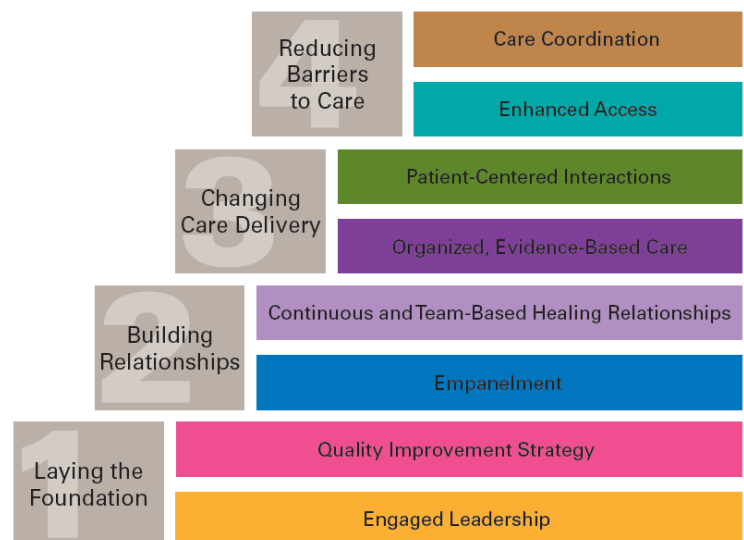 4
Reducing
Barriers
to Care
Care Coordination
Enhanced Access
3
Changing
Care Delivery
Patient-Centered Interactions
Organized, Evidence-Based Care
2
Building
Relationships
Continuous and Team-Based Healing Relationships
Empanelment
1
Laying the
Foundation
Quality Improvement Strategy
Engaged Leadership